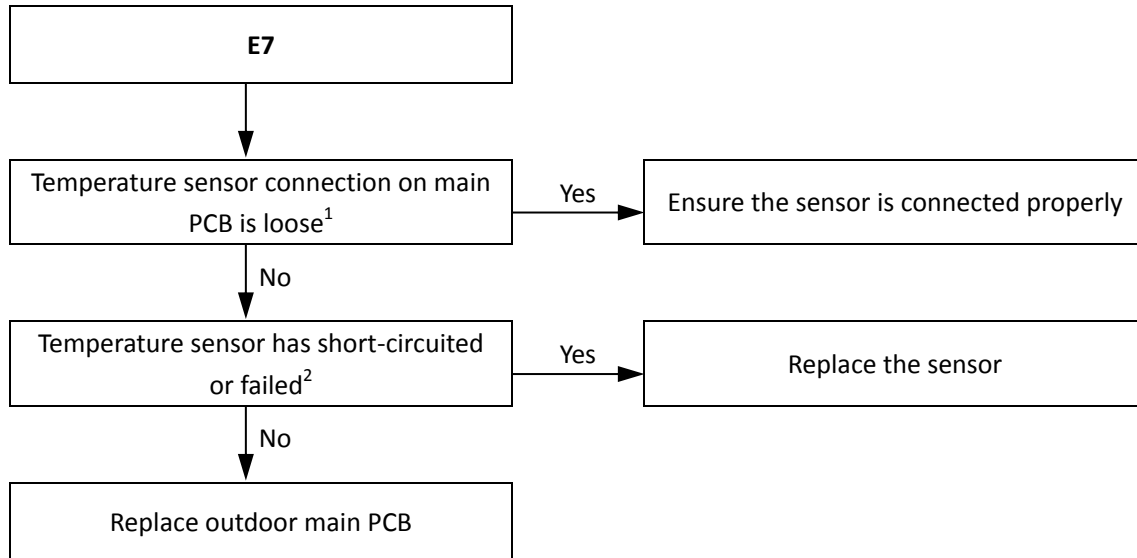 E7
Temperature sensor connection on main
PCB is loose¹
Yes
Ensure the sensor is connected properly
No
Temperature sensor has short-circuited
or failed²
Yes
Replace the sensor
No
Replace outdoor main PCB